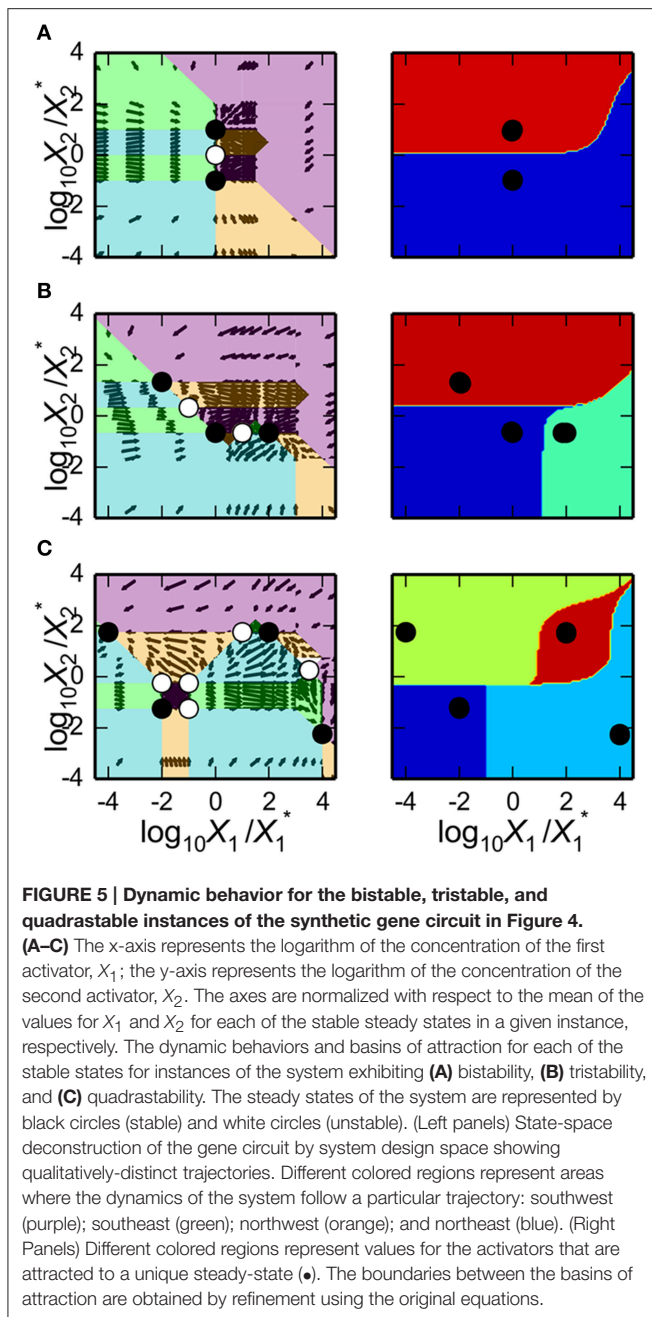 A
4
2
0
-2
-4
log10X2/X2*
B
4
2
0
-2
-4
log10X2/X2*
C
4
2
0
-2
-4
log10X2/X2*
-4 -2 0 2 4
log10X1/X1*
-4 -2 0 2 4
log10X1/X1*
FIGURE 5 | Dynamic behavior for the bistable, tristable, and
quadrastable instances of the synthetic gene circuit in Figure 4.
(A–C) The x-axis represents the logarithm of the concentration of the first
activator, X1; the y-axis represents the logarithm of the concentration of the
second activator, X2. The axes are normalized with respect to the mean of the
values for X1 and X2 for each of the stable steady states in a given instance,
respectively. The dynamic behaviors and basins of attraction for each of the
stable states for instances of the system exhibiting (A) bistability, (B) tristability,
and (C) quadrastability. The steady states of the system are represented by
black circles (stable) and white circles (unstable). (Left panels) State-space
deconstruction of the gene circuit by system design space showing
qualitatively-distinct trajectories. Different colored regions represent areas
where the dynamics of the system follow a particular trajectory: southwest
(purple); southeast (green); northwest (orange); and northeast (blue). (Right
Panels) Different colored regions represent values for the activators that are
attracted to a unique steady-state (•). The boundaries between the basins of
attraction are obtained by refinement using the original equations.